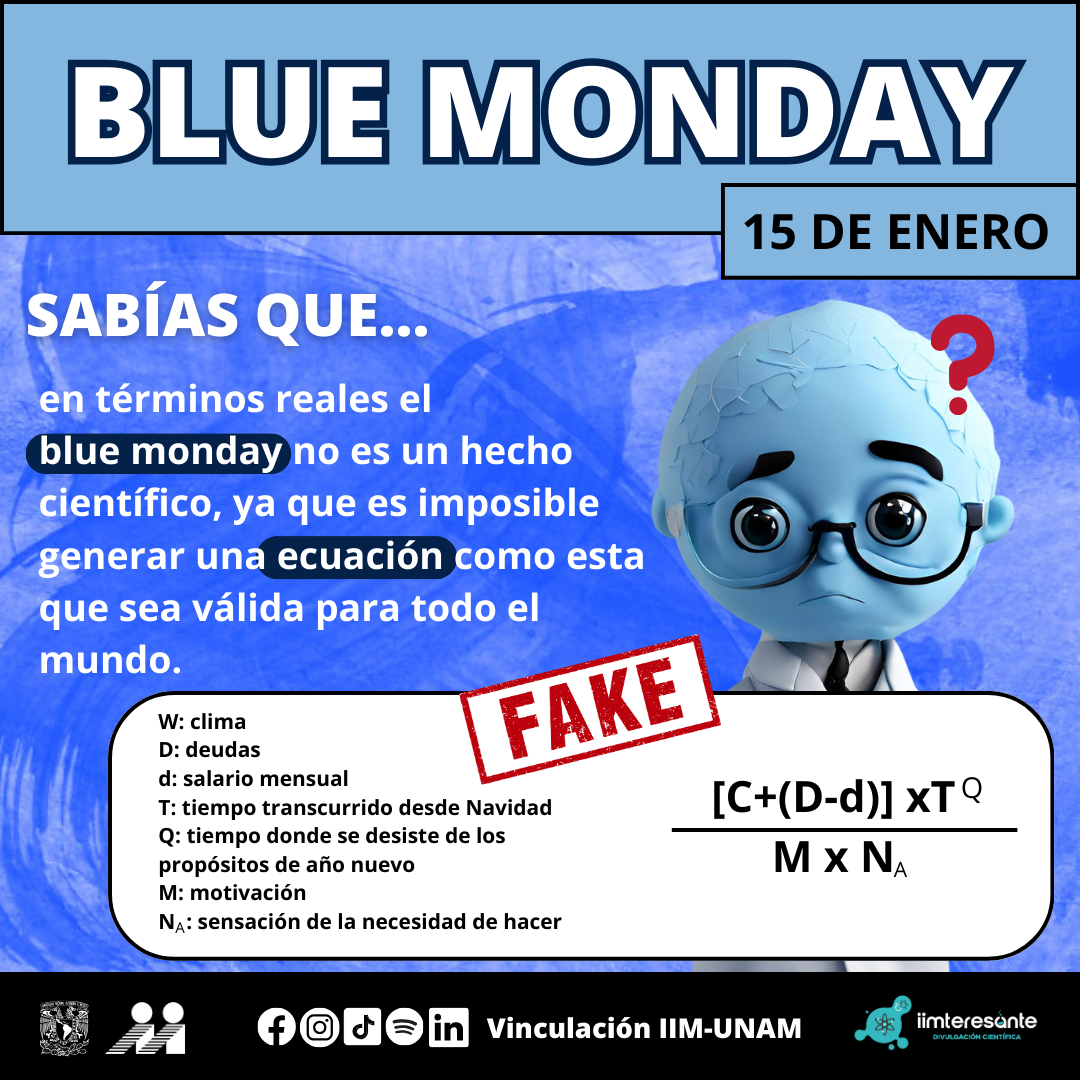 BLUE MONDAY
15 DE ENERO
SABÍAS QUE...
en términos reales el
blue monday no es un hecho
científico, ya que es imposible
generar una ecuación como esta
que sea válida para todo el
mundo.
FAKE
W: clima
D: deudas
d: salario mensual
T: tiempo transcurrido desde Navidad
Q: tiempo donde se desiste de los
propósitos de año nuevo
M: motivación
NA: sensación de la necesidad de hacer
[C+(D-d)] xT Q
M x NA
?
Vinculación IIM-UNAM
iimteresante
DIVULGACIÓN CIENTÍFICA